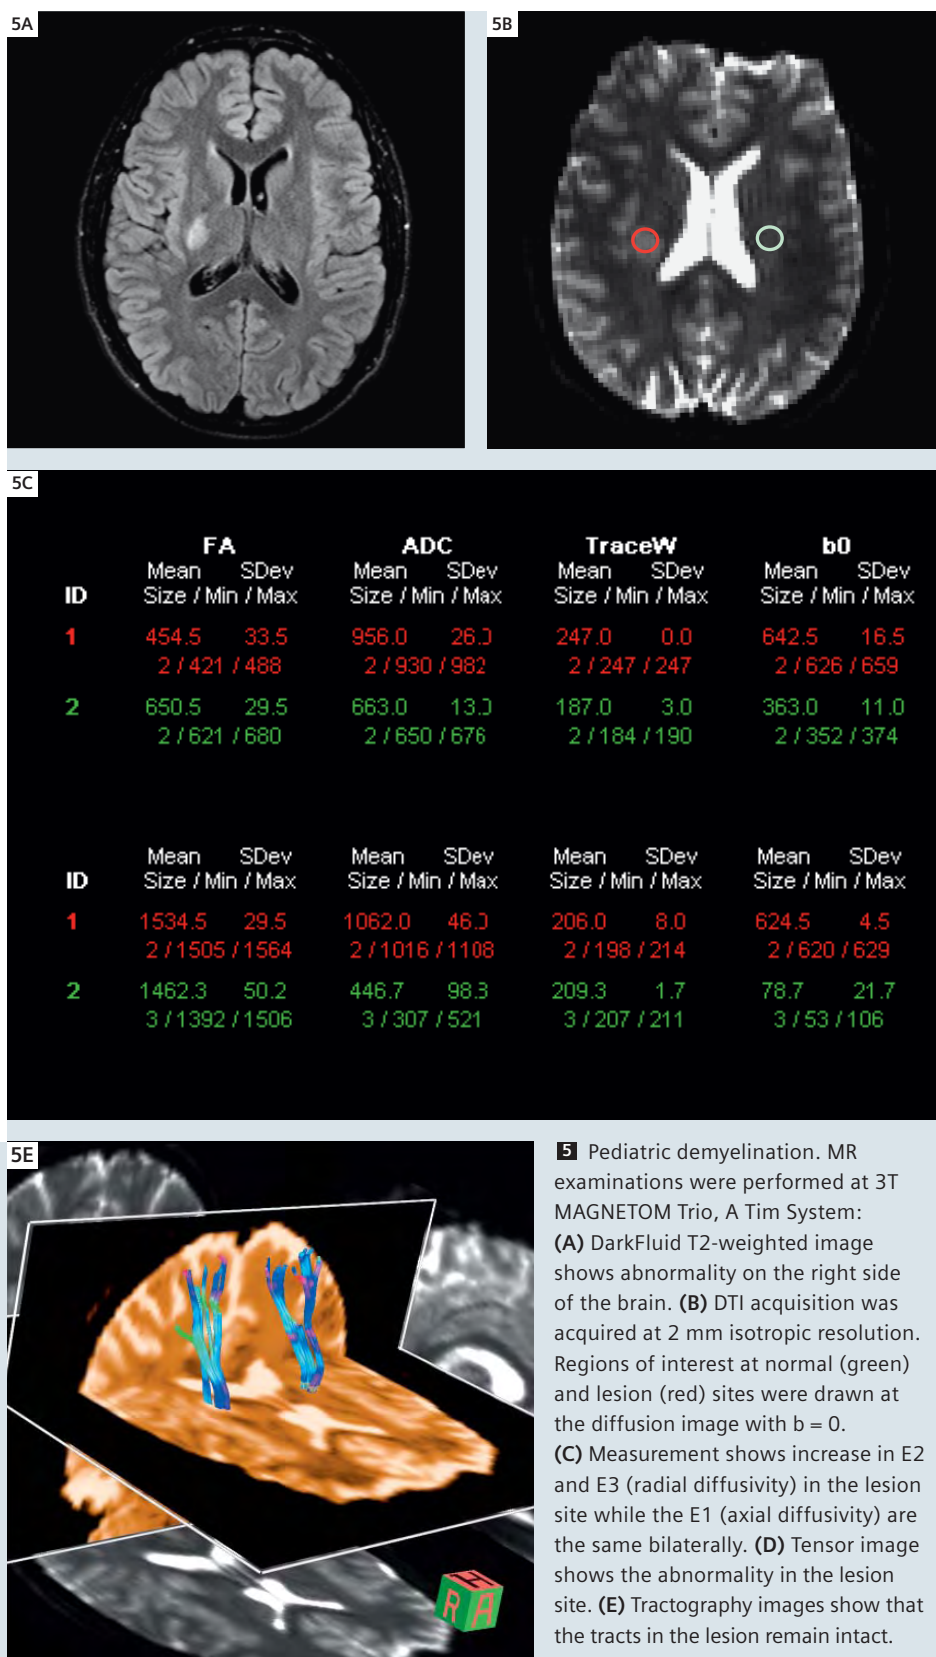 5A
5B
5C
FA ADC TraceW b0
Mean SDev Mean SDev Mean SDev Mean SDev
ID Size / Min / Max Size / Min / Max Size / Min / Max Size / Min / Max
1 454.5 33.5 956.0 26.0 247.0 0.0 642.5 16.5
2 / 421 / 488 2 / 930 / 982 2 / 247 / 247 2 / 626 / 659
2 650.5 29.5 663.0 13.0 187.0 3.0 363.0 11.0
2 / 621 / 680 2 / 650 / 676 2 / 184 / 190 2 / 352 / 374
Mean SDev Mean SDev Mean SDev Mean SDev
ID Size / Min / Max Size / Min / Max Size / Min / Max Size / Min / Max
1 1534.5 29.5 1062.0 46.0 206.0 8.0 624.5 4.5
2 / 1505 / 1564 2 / 1016 / 1108 2 / 198 / 214 2 / 620 / 629
2 1462.3 50.2 446.7 98.3 209.3 1.7 78.7 21.7
3 / 1392 / 1506 3 / 307 / 521 3 / 207 / 211 3 / 53 / 106
5E
H
R A
5 Pediatric demyelination. MR
examinations were performed at 3T
MAGNETOM Trio, A Tim System:
(A) DarkFluid T2-weighted image
shows abnormality on the right side
of the brain. (B) DTI acquisition was
acquired at 2 mm isotropic resolution.
Regions of interest at normal (green)
and lesion (red) sites were drawn at
the diffusion image with b = 0.
(C) Measurement shows increase in E2
and E3 (radial diffusivity) in the lesion
site while the E1 (axial diffusivity) are
the same bilaterally. (D) Tensor image
shows the abnormality in the lesion
site. (E) Tractography images show that
the tracts in the lesion remain intact.